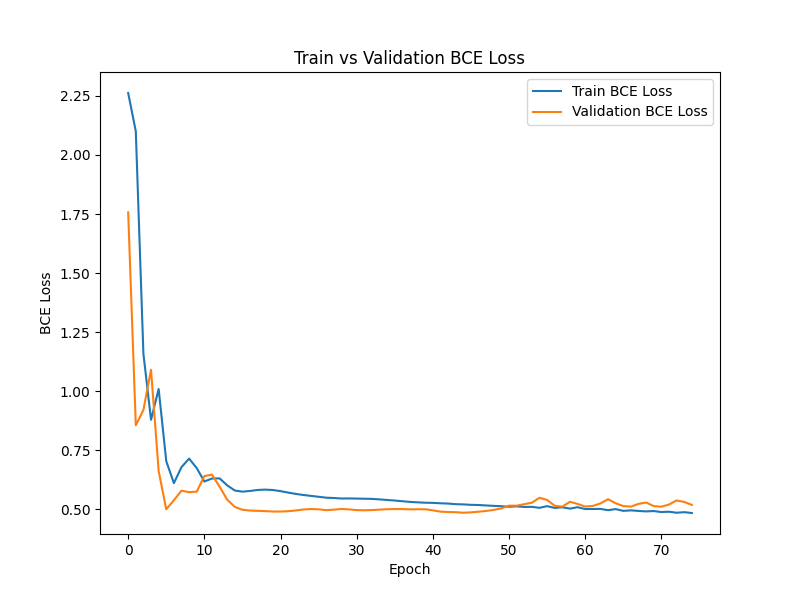 Train vs Validation BCE Loss
Train BCE Loss
Validation BCE Loss
2.25
2.00
1.75
1.50
1.25
1.00
0.75
0.50
BCE Loss
0 10 20 30 40 50 60 70
Epoch